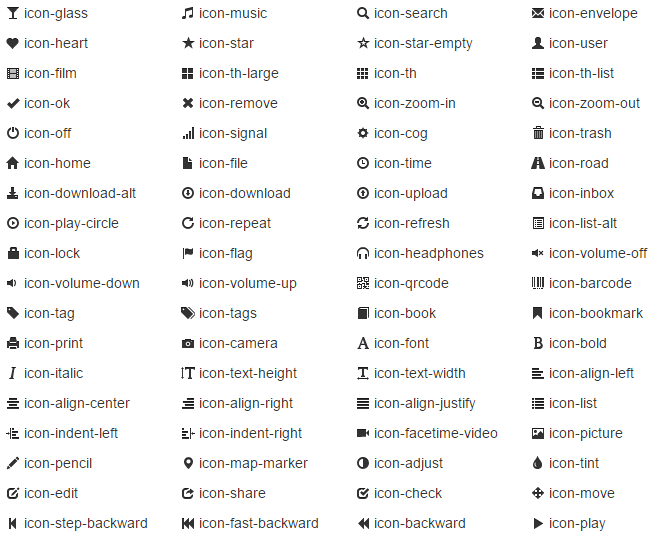 icon-glass icon-music icon-search icon-envelope
icon-heart icon-star icon-star-empty icon-user
icon-film icon-th-large icon-th icon-th-list
icon-ok icon-remove icon-zoom-in icon-zoom-out
icon-off icon-signal icon-cog icon-trash
icon-home icon-file icon-time icon-road
icon-download-alt icon-download icon-upload icon-inbox
icon-play-circle icon-repeat icon-refresh icon-list-alt
icon-lock icon-flag icon-headphones icon-volume-off
icon-volume-down icon-volume-up icon-qrcode icon-barcode
icon-tag icon-tags icon-book icon-bookmark
icon-print icon-camera icon-font icon-bold
icon-italic icon-text-height icon-text-width icon-align-left
icon-align-center icon-align-right icon-align-justify icon-list
icon-indent-left icon-indent-right icon-facetime-video icon-picture
icon-pencil icon-map-marker icon-adjust icon-tint
icon-edit icon-share icon-check icon-move
icon-step-backward icon-fast-backward icon-backward icon-play